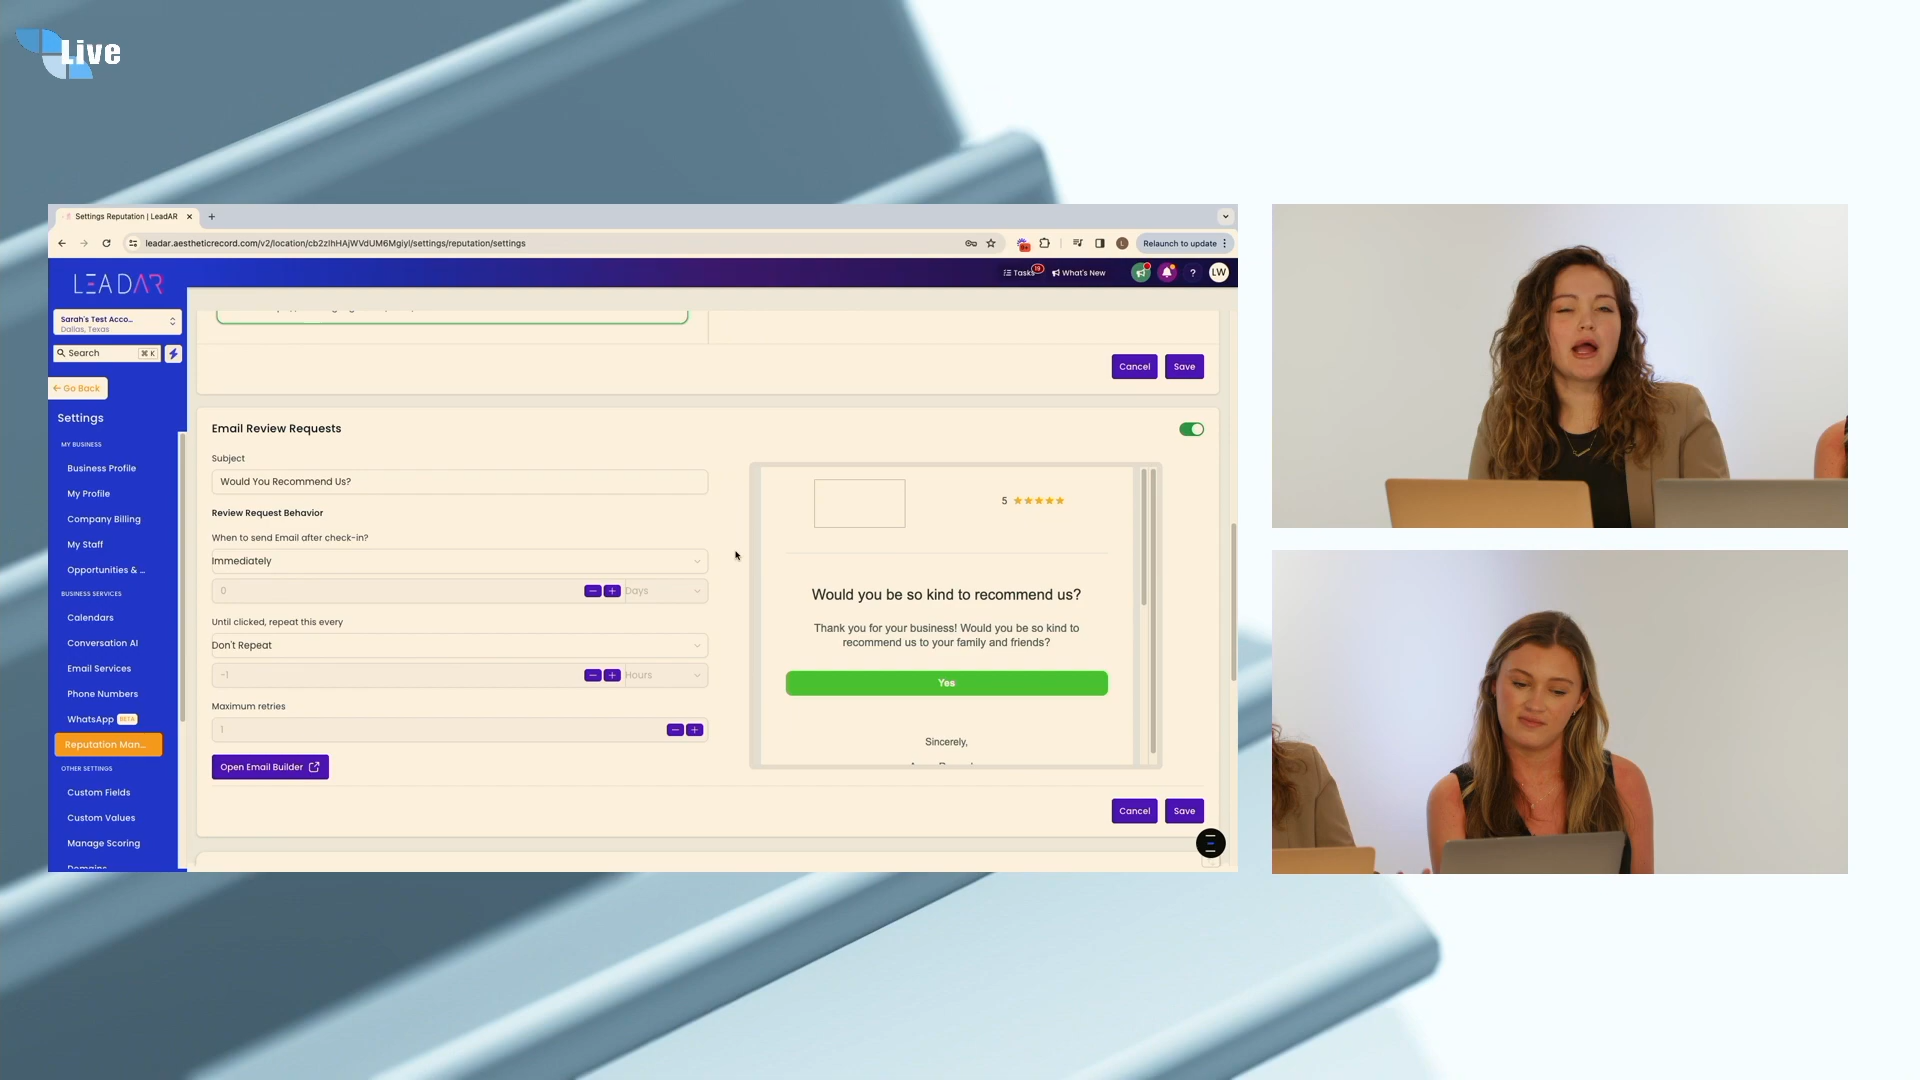 Live
Settings Reputation | LeadAR
leadar.aestheticrecord.com/v2/location/cb2zlhHAjWVdUM6Mgiyl/settings/reputation/settings
Relaunch to update
LEADAR
Tasks
19
What's New
?
LW
Sarah's Test Acco...
Dallas, Texas
Search
⌘ K
Go Back
Settings
MY BUSINESS
Business Profile
My Profile
Company Billing
My Staff
Opportunities & ...
BUSINESS SERVICES
Calendars
Conversation AI
Email Services
Phone Numbers
WhatsApp BETA
Reputation Man...
OTHER SETTINGS
Custom Fields
Custom Values
Manage Scoring
Domains
Cancel
Save
Email Review Requests
Subject
Would You Recommend Us?
Review Request Behavior
When to send Email after check-in?
Immediately
0
Days
Until clicked, repeat this every
Don't Repeat
-1
Hours
Maximum retries
1
Open Email Builder
5
Would you be so kind to recommend us?
Thank you for your business! Would you be so kind to
recommend us to your family and friends?
Yes
Sincerely,
Cancel
Save